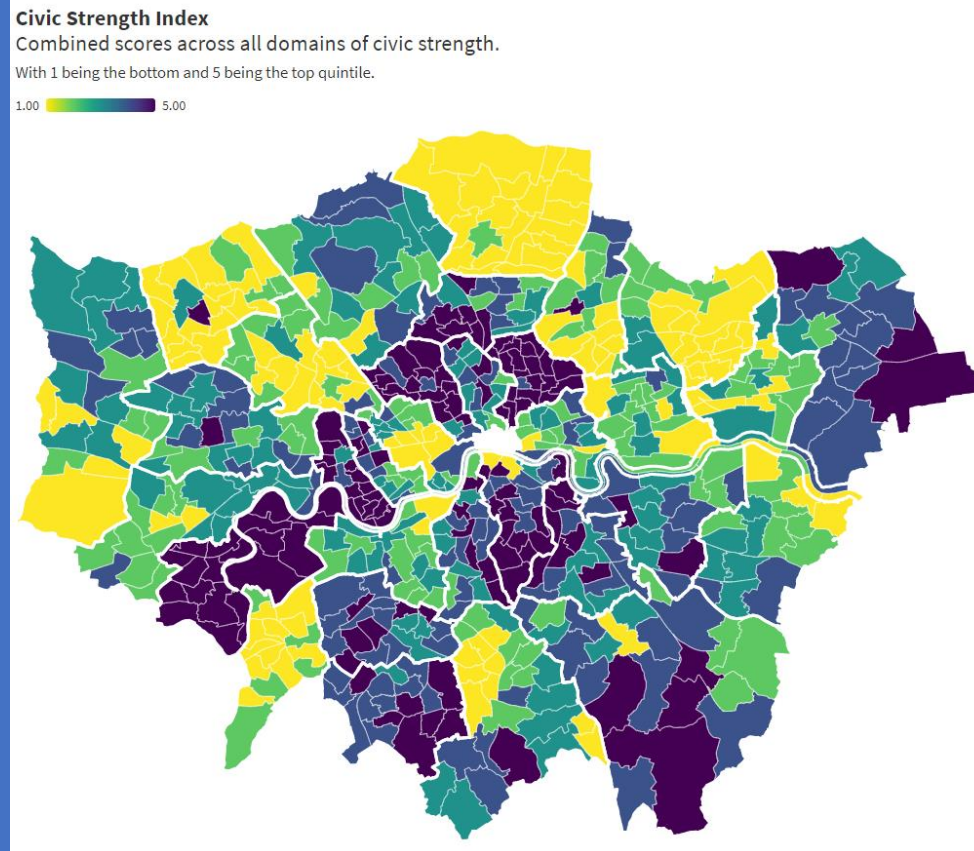 Civic Strength Index
Combined scores across all domains of civic strength.
With 1 being the bottom and 5 being the top quintile.
1.00 5.00